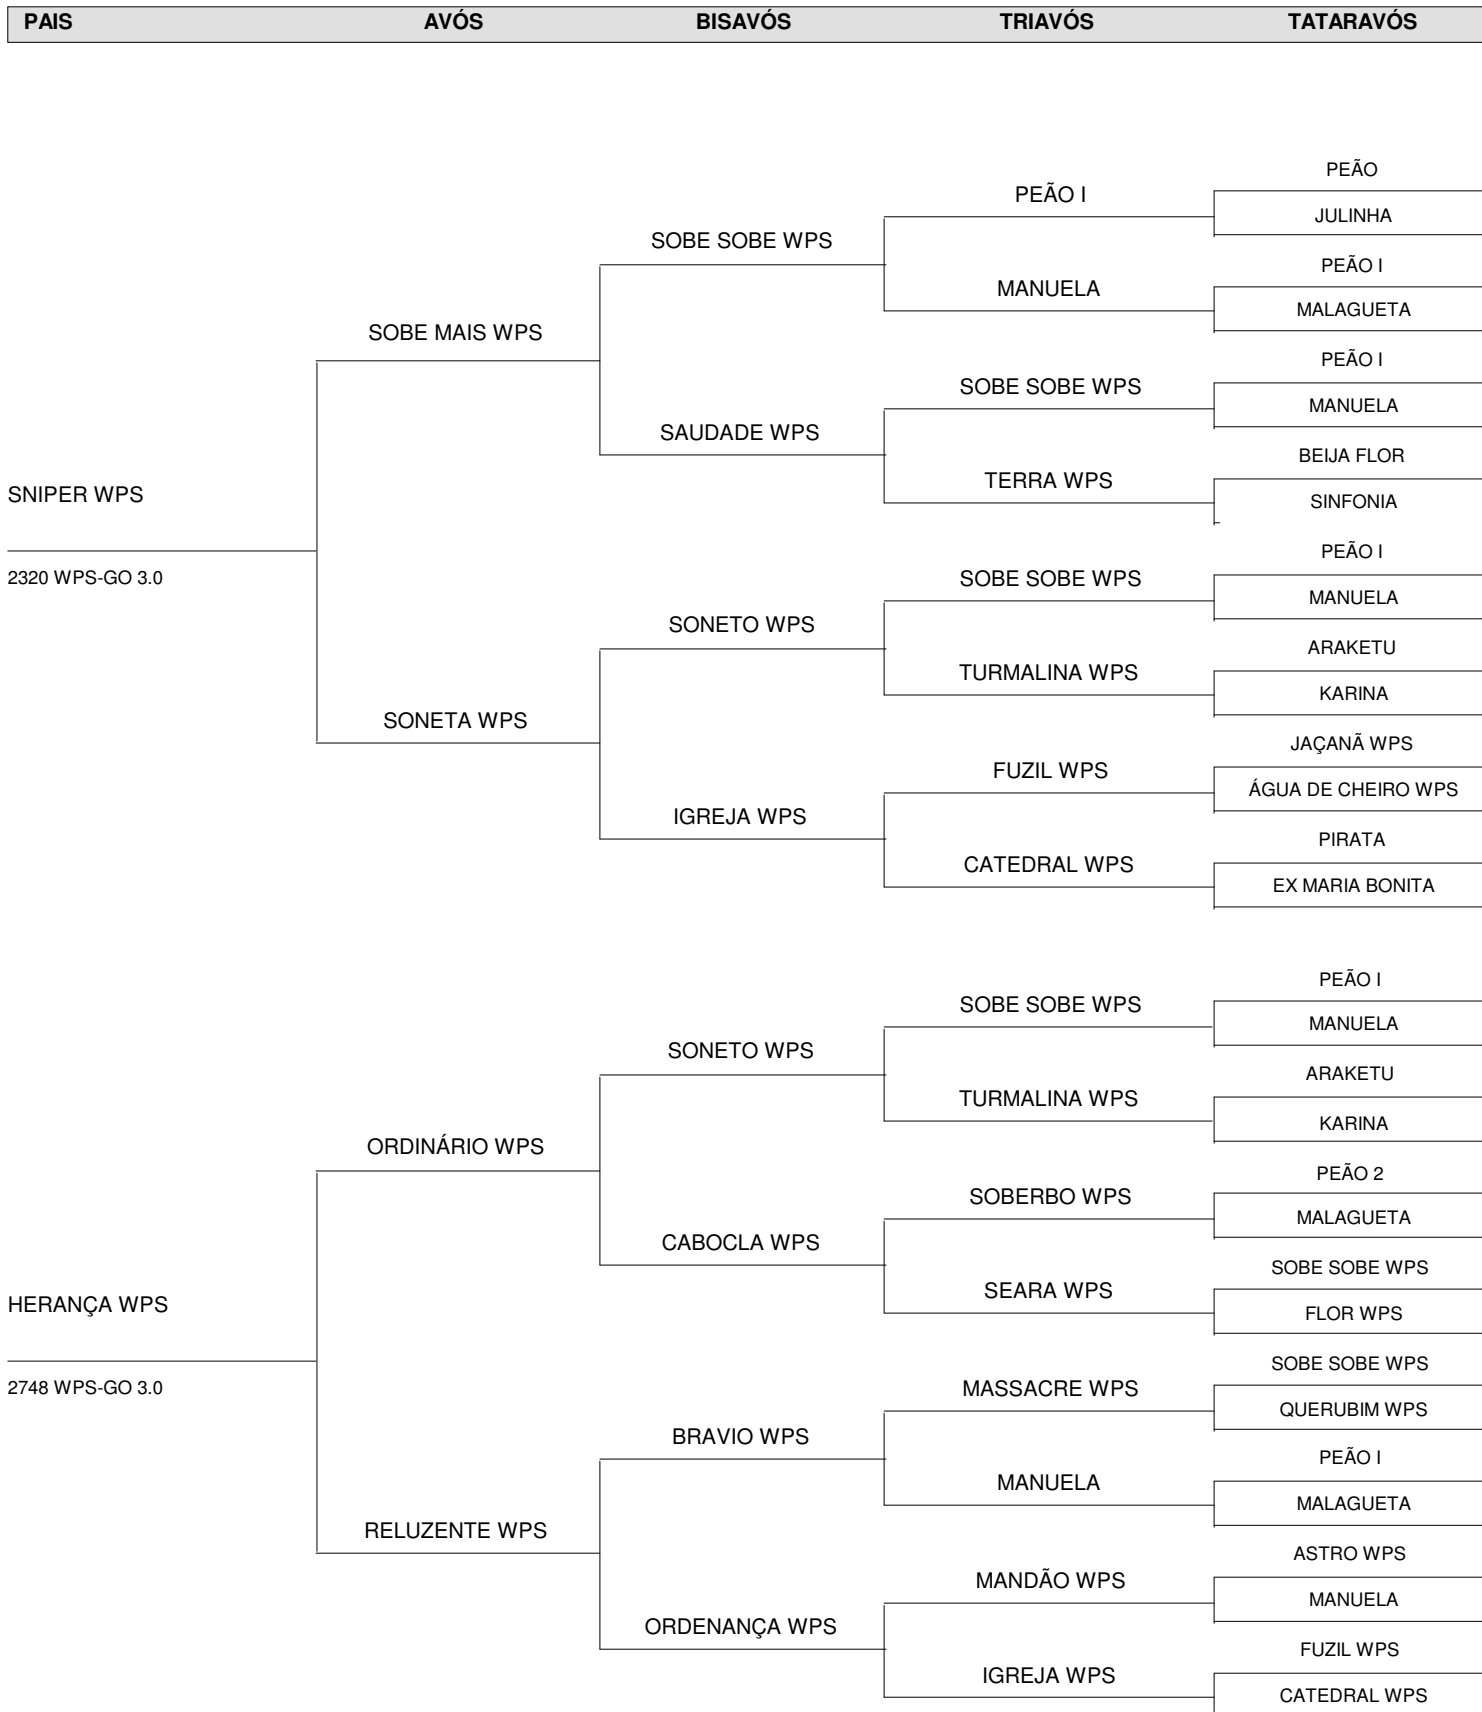 PAIS AVÓS BISAVÓS TRIAVÓS TATARAVÓS
PEÃO
PEÃO I
JULINHA
SOBE SOBE WPS
PEÃO I
MANUELA
MALAGUETA
SOBE MAIS WPS
PEÃO I
SOBE SOBE WPS
MANUELA
SAUDADE WPS
BEIJA FLOR
TERRA WPS
SINFONIA
SNIPER WPS
2320 WPS-GO 3.0
PEÃO I
SOBE SOBE WPS
MANUELA
SONETO WPS
ARAKETU
TURMALINA WPS
KARINA
SONETA WPS
JAÇANÃ WPS
FUZIL WPS
ÁGUA DE CHEIRO WPS
IGREJA WPS
PIRATA
CATEDRAL WPS
EX MARIA BONITA
PEÃO I
SOBE SOBE WPS
MANUELA
SONETO WPS
ARAKETU
TURMALINA WPS
KARINA
ORDINÁRIO WPS
PEÃO 2
SOBERBO WPS
MALAGUETA
CABOCLA WPS
SOBE SOBE WPS
SEARA WPS
FLOR WPS
HERANÇA WPS
2748 WPS-GO 3.0
SOBE SOBE WPS
MASSACRE WPS
QUERUBIM WPS
BRAVIO WPS
PEÃO I
MANUELA
MALAGUETA
RELUZENTE WPS
ASTRO WPS
MANDÃO WPS
MANUELA
ORDENANÇA WPS
FUZIL WPS
IGREJA WPS
CATEDRAL WPS